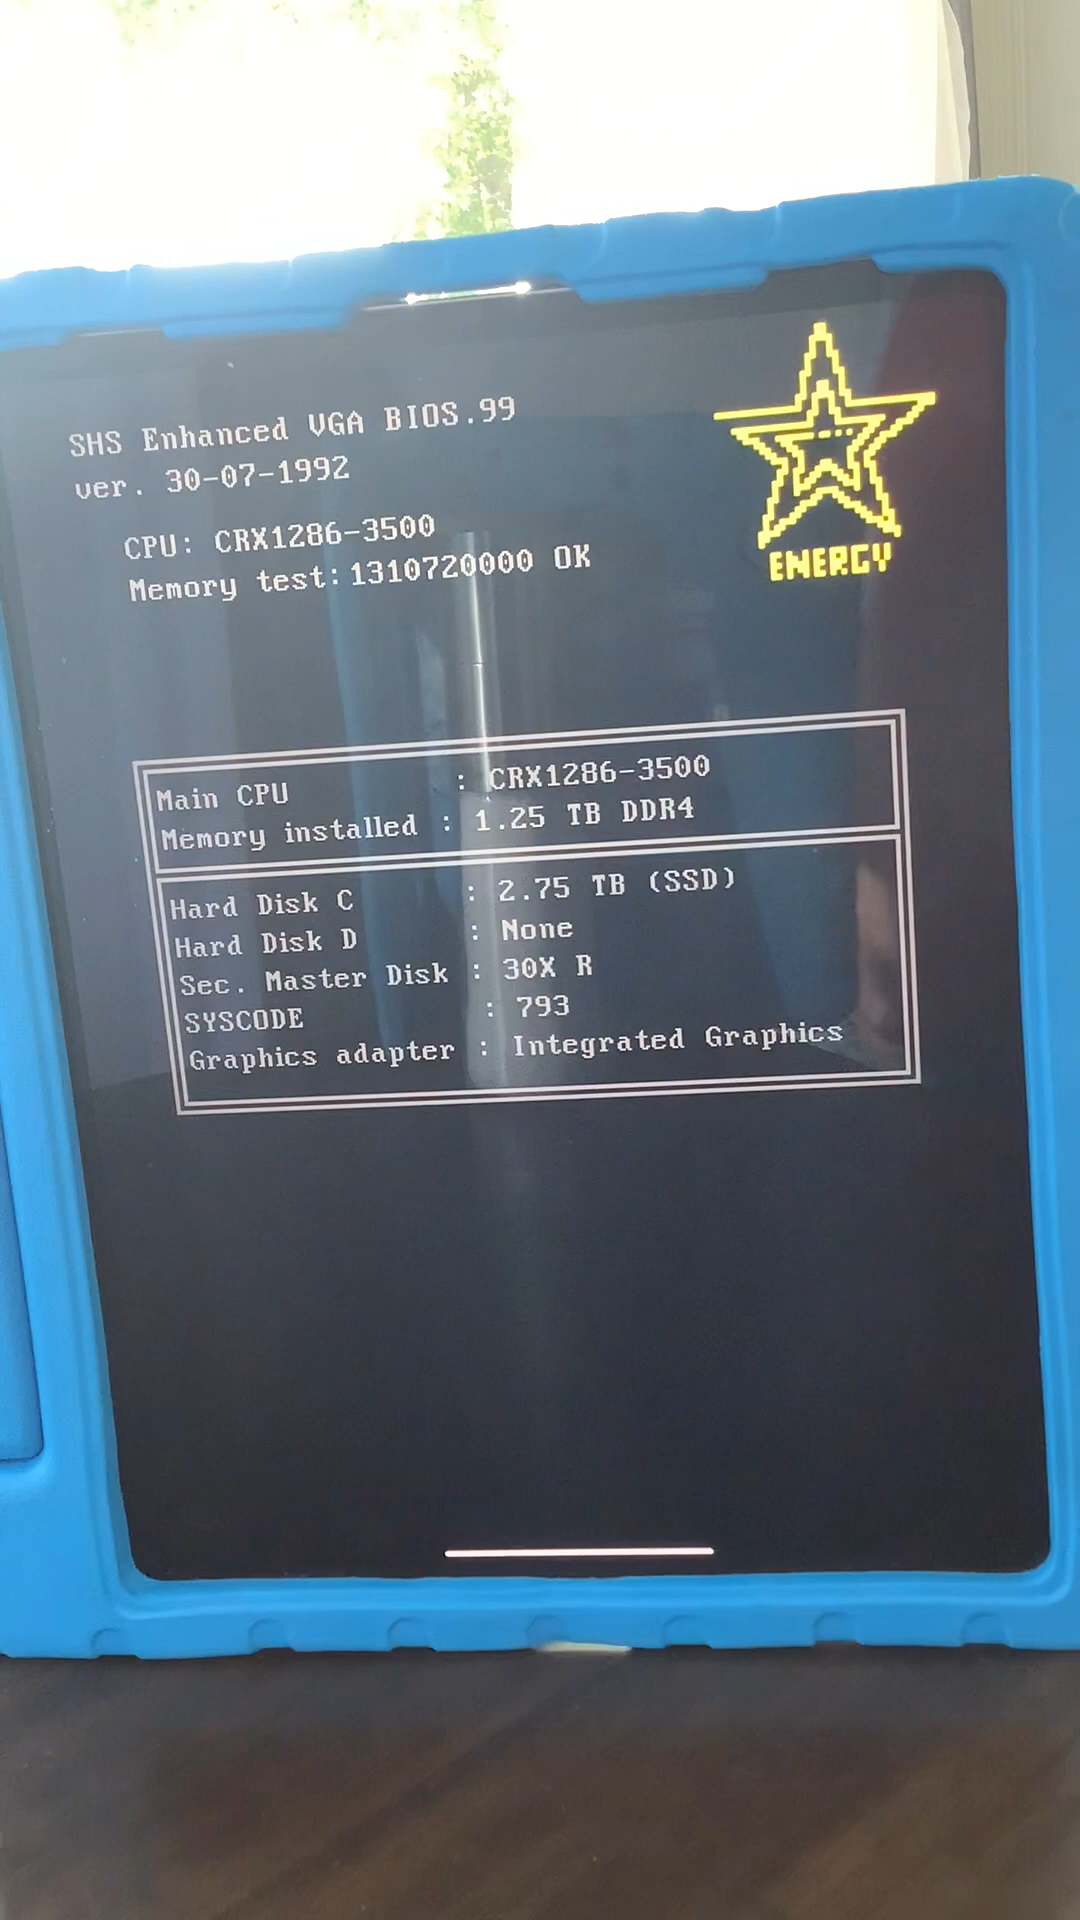 SHS Enhanced VGA BIOS.99
ver. 30-07-1992
CPU: CRX1286-3500
Memory test:1310720000 OK
ENERGY
Main CPU : CRX1286-3500
Memory installed : 1.25 TB DDR4
Hard Disk C : 2.75 TB (SSD)
Hard Disk D : None
Sec. Master Disk : 30X R
SYSCODE : 793
Graphics adapter : Integrated Graphics